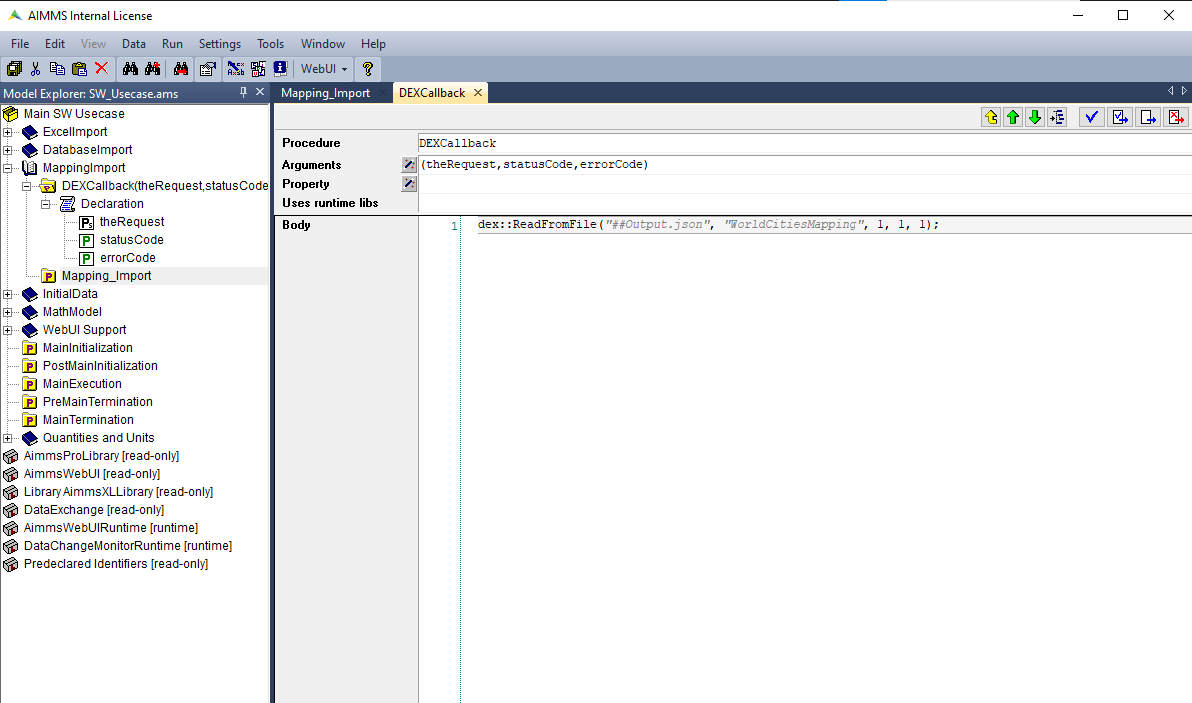 AIMMS Internal License
File Edit View Data Run Settings Tools Window Help
WebUI
Model Explorer: SW_Usecase.ams
Mapping_Import DEXCallback
Main SW Usecase
ExcelImport
DatabaseImport
MappingImport
DEXCallback(theRequest,statusCode
Declaration
theRequest
statusCode
errorCode
Mapping_Import
InitialData
MathModel
WebUI Support
MainInitialization
PostMainInitialization
MainExecution
PreMainTermination
MainTermination
Quantities and Units
AimmsProLibrary [read-only]
AimmsWebUI [read-only]
Library AimmsXLLibrary [read-only]
DataExchange [read-only]
AimmsWebUIRuntime [runtime]
DataChangeMonitorRuntime [runtime]
Predeclared Identifiers [read-only]
Procedure DEXCallback
Arguments (theRequest,statusCode,errorCode)
Property
Uses runtime libs
Body 1 dex::ReadFromFile("##Output.json", "WorldCitiesMapping", 1, 1, 1);